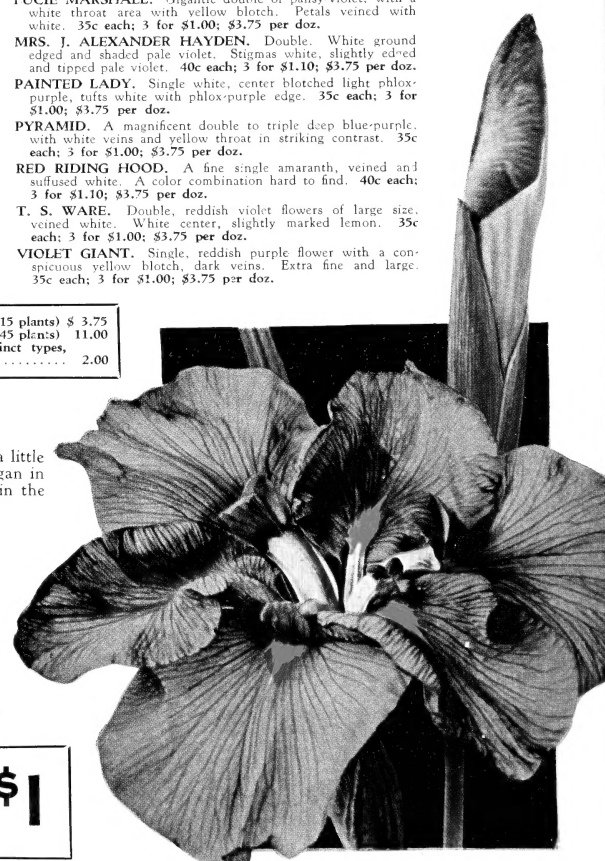 LUCIE MARSHALL. Gigantic double of pansy-violet, with a
white throat area with yellow blotch. Petals veined with
white. 35c each; 3 for $1.00; $3.75 per doz.
MRS. J. ALEXANDER HAYDEN. Double. White ground
edged and shaded pale violet. Stigmas white, slightly edged
and tipped pale violet. 40c each; 3 for $1.10; $3.75 per doz.
PAINTED LADY. Single white, center blotched light phlox-
purple, tufts white with phlox-purple edge. 35c each; 3 for
$1.00; $3.75 per doz.
PYRAMID. A magnificent double to triple deep blue-purple,
with white veins and yellow throat in striking contrast. 35c
each; 3 for $1.00; $3.75 per doz.
RED RIDING HOOD. A fine single amaranth, veined and
suffused white. A color combination hard to find. 40c each;
3 for $1.10; $3.75 per doz.
T. S. WARE. Double, reddish violet flowers of large size,
veined white. White center, slightly marked lemon. 35c
each; 3 for $1.00; $3.75 per doz.
VIOLET GIANT. Single, reddish purple flower with a con-
spicuous yellow blotch, dark veins. Extra fine and large.
35c each; 3 for $1.00; $3.75 per doz.
15 plants) $ 3.75
45 plants) 11.00
inct types,
......... 2.00
a little
gan in
in the
$1